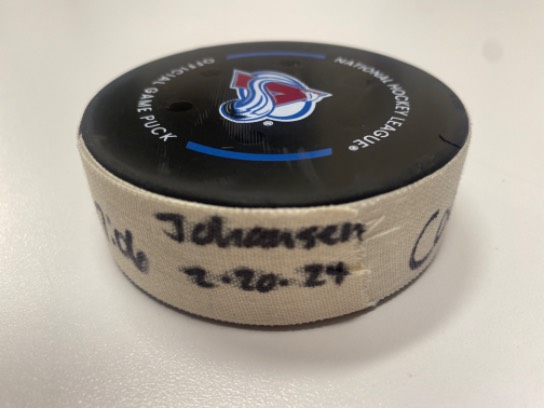 NATIONAL HOCKEY LEAGUE®
OFFICIAL GAME PUCK
Johansen
2-20-24